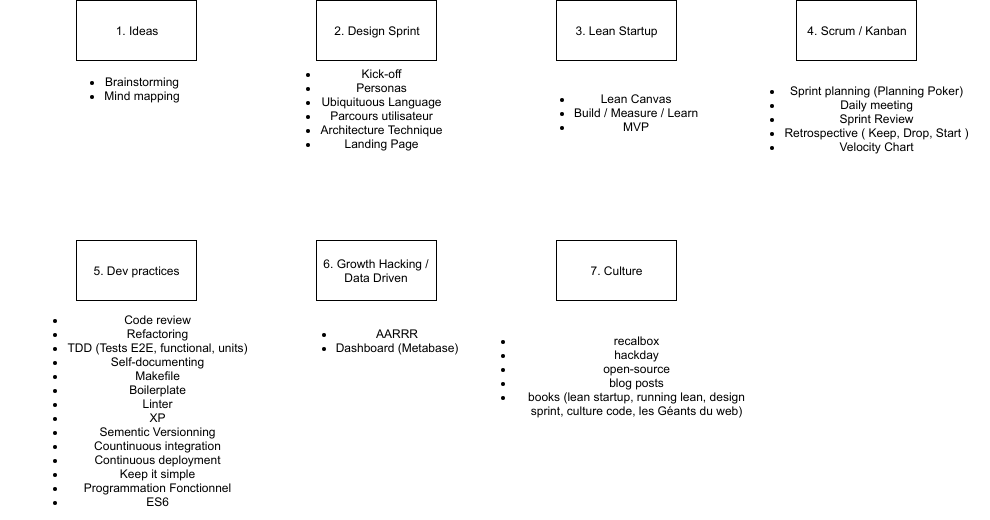 1. Ideas
Brainstorming
Mind mapping
2. Design Sprint
Kick-off
Personas
Ubiquituous Language
Parcours utilisateur
Architecture Technique
Landing Page
3. Lean Startup
Lean Canvas
Build / Measure / Learn
MVP
4. Scrum / Kanban
Sprint planning (Planning Poker)
Daily meeting
Sprint Review
Retrospective ( Keep, Drop, Start )
Velocity Chart
5. Dev practices
Code review
Refactoring
TDD (Tests E2E, functional, units)
Self-documenting
Makefile
Boilerplate
Linter
XP
Sementic Versionning
Countinuous integration
Continuous deployment
Keep it simple
Programmation Fonctionnel
ES6
6. Growth Hacking /
Data Driven
AARRR
Dashboard (Metabase)
7. Culture
recalbox
hackday
open-source
blog posts
books (lean startup, running lean, design
sprint, culture code, les Géants du web)